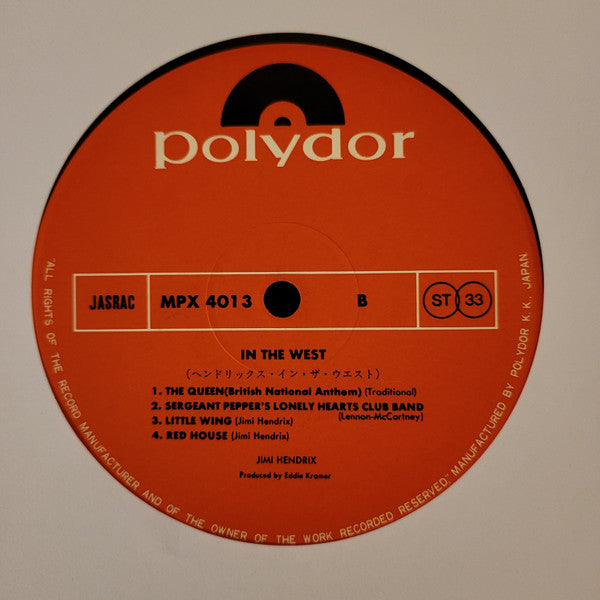 polydor
JASRAC
MPX 4013
B
ST 33
IN THE WEST
(ヘンドリックス・イン・ザ・ウエスト)
1. THE QUEEN(British National Anthem) (Traditional)
2. SERGEANT PEPPER'S LONELY HEARTS CLUB BAND
(Lennon-McCartney)
3. LITTLE WING (Jimi Hendrix)
4. RED HOUSE (Jimi Hendrix)
JIMI HENDRIX
Produced by Eddie Kramer
"ALL RIGHTS OF THE RECORD MANUFACTURER AND OF THE OWNER OF THE WORK RECORDED RESERVED." MANUFACTURED BY POLYDOR K.K., JAPAN.